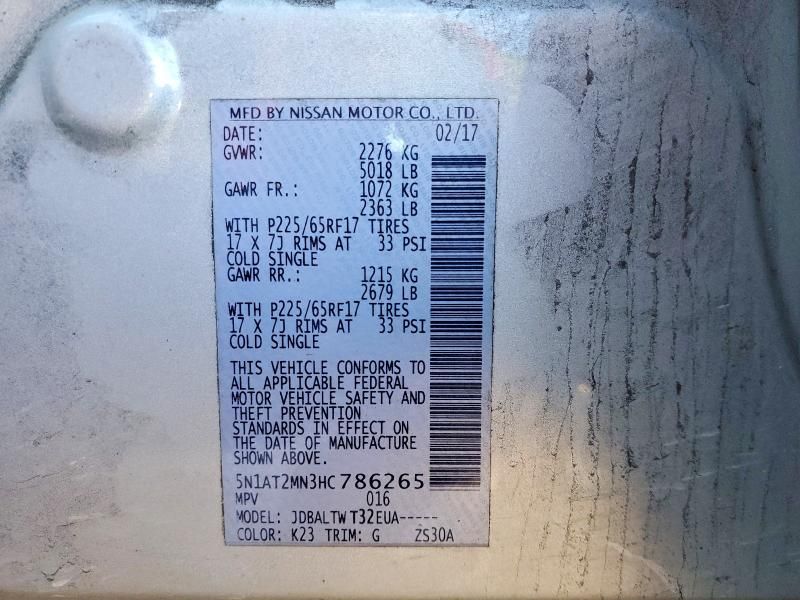 MFD BY NISSAN MOTOR CO., LTD.
DATE: 02/17
GVWR: 2276 KG
5018 LB
GAWR FR.: 1072 KG
2363 LB
WITH P225/65RF17 TIRES
17 X 7J RIMS AT 33 PSI
COLD SINGLE
GAWR RR.: 1215 KG
2679 LB
WITH P225/65RF17 TIRES
17 X 7J RIMS AT 33 PSI
COLD SINGLE
THIS VEHICLE CONFORMS TO
ALL APPLICABLE FEDERAL
MOTOR VEHICLE SAFETY AND
THEFT PREVENTION
STANDARDS IN EFFECT ON
THE DATE OF MANUFACTURE
SHOWN ABOVE.
5N1AT2MN3HC786265
MPV 016
MODEL: JDBALTW T32EUA-----
COLOR: K23 TRIM: G ZS30A